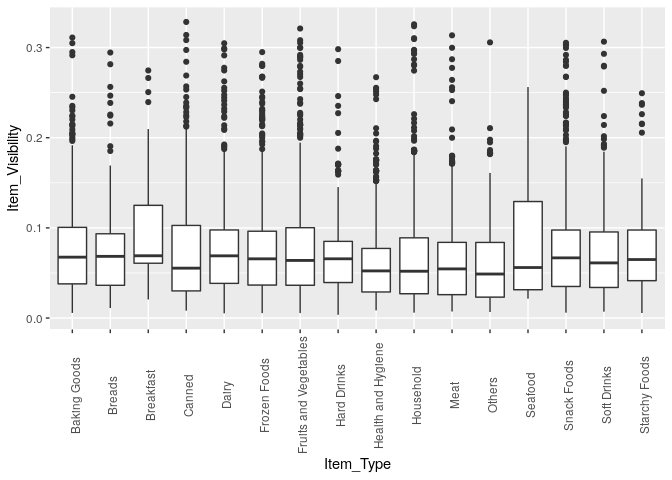 Item_Visibility
0.3
0.2
0.1
0.0
Baking Goods
Breads
Breakfast
Canned
Dairy
Frozen Foods
Fruits and Vegetables
Hard Drinks
Health and Hygiene
Household
Meat
Others
Seafood
Snack Foods
Soft Drinks
Starchy Foods
Item_Type